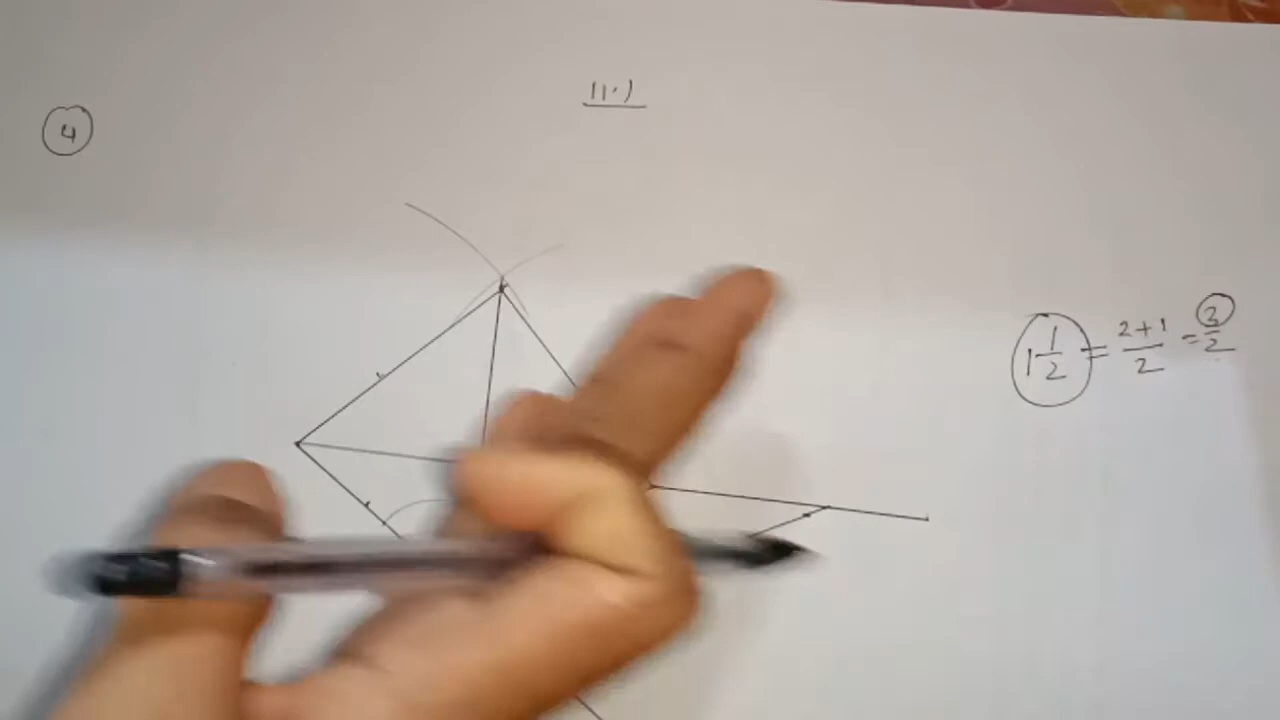 11.1
4
1 1/2 = 2+1/2 = 3/2